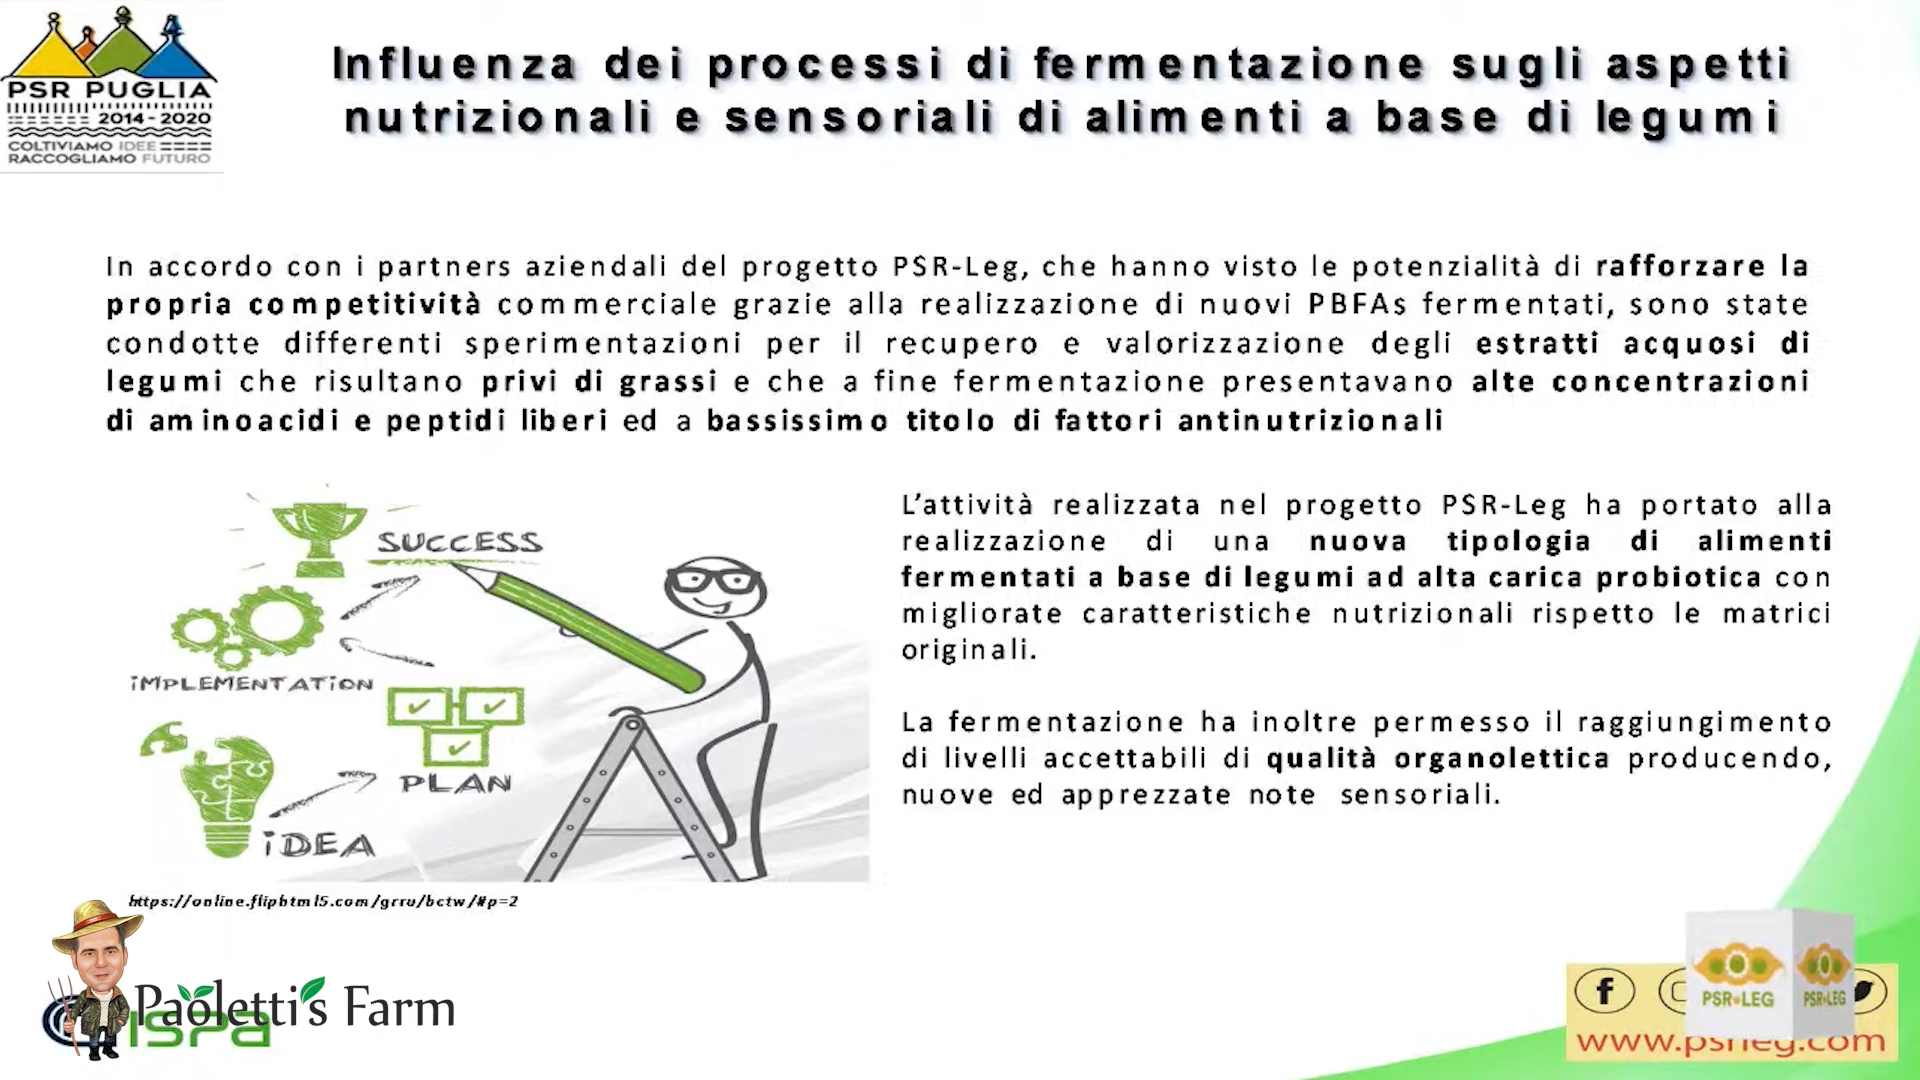 PSR PUGLIA
2014 - 2020
COLTIVIAMO IDEE
RACCOGLIAMO FUTURO
Influenza dei processi di fermentazione sugli aspetti
nutrizionali e sensoriali di alimenti a base di legumi
In accordo con i partners aziendali del progetto PSR-Leg, che hanno visto le potenzialità di rafforzare la
propria competitività commerciale grazie alla realizzazione di nuovi PBFAs fermentati, sono state
condotte differenti sperimentazioni per il recupero e valorizzazione degli estratti acquosi di
legumi che risultano privi di grassi e che a fine fermentazione presentavano alte concentrazioni
di aminoacidi e peptidi liberi ed a bassissimo titolo di fattori antinutrizionali
SUCCESS
iMPLEMENTATiON
PLAN
iDEA
https://online.fliphtml5.com/grru/bctw/#p=2
L'attività realizzata nel progetto PSR-Leg ha portato alla
realizzazione di una nuova tipologia di alimenti
fermentati a base di legumi ad alta carica probiotica con
migliorate caratteristiche nutrizionali rispetto le matrici
originali.
La fermentazione ha inoltre permesso il raggiungimento
di livelli accettabili di qualità organolettica producendo,
nuove ed apprezzate note sensoriali.
Paoletti's Farm
ispa
PSR-LEG
PSR-LEG
www.psrleg.com